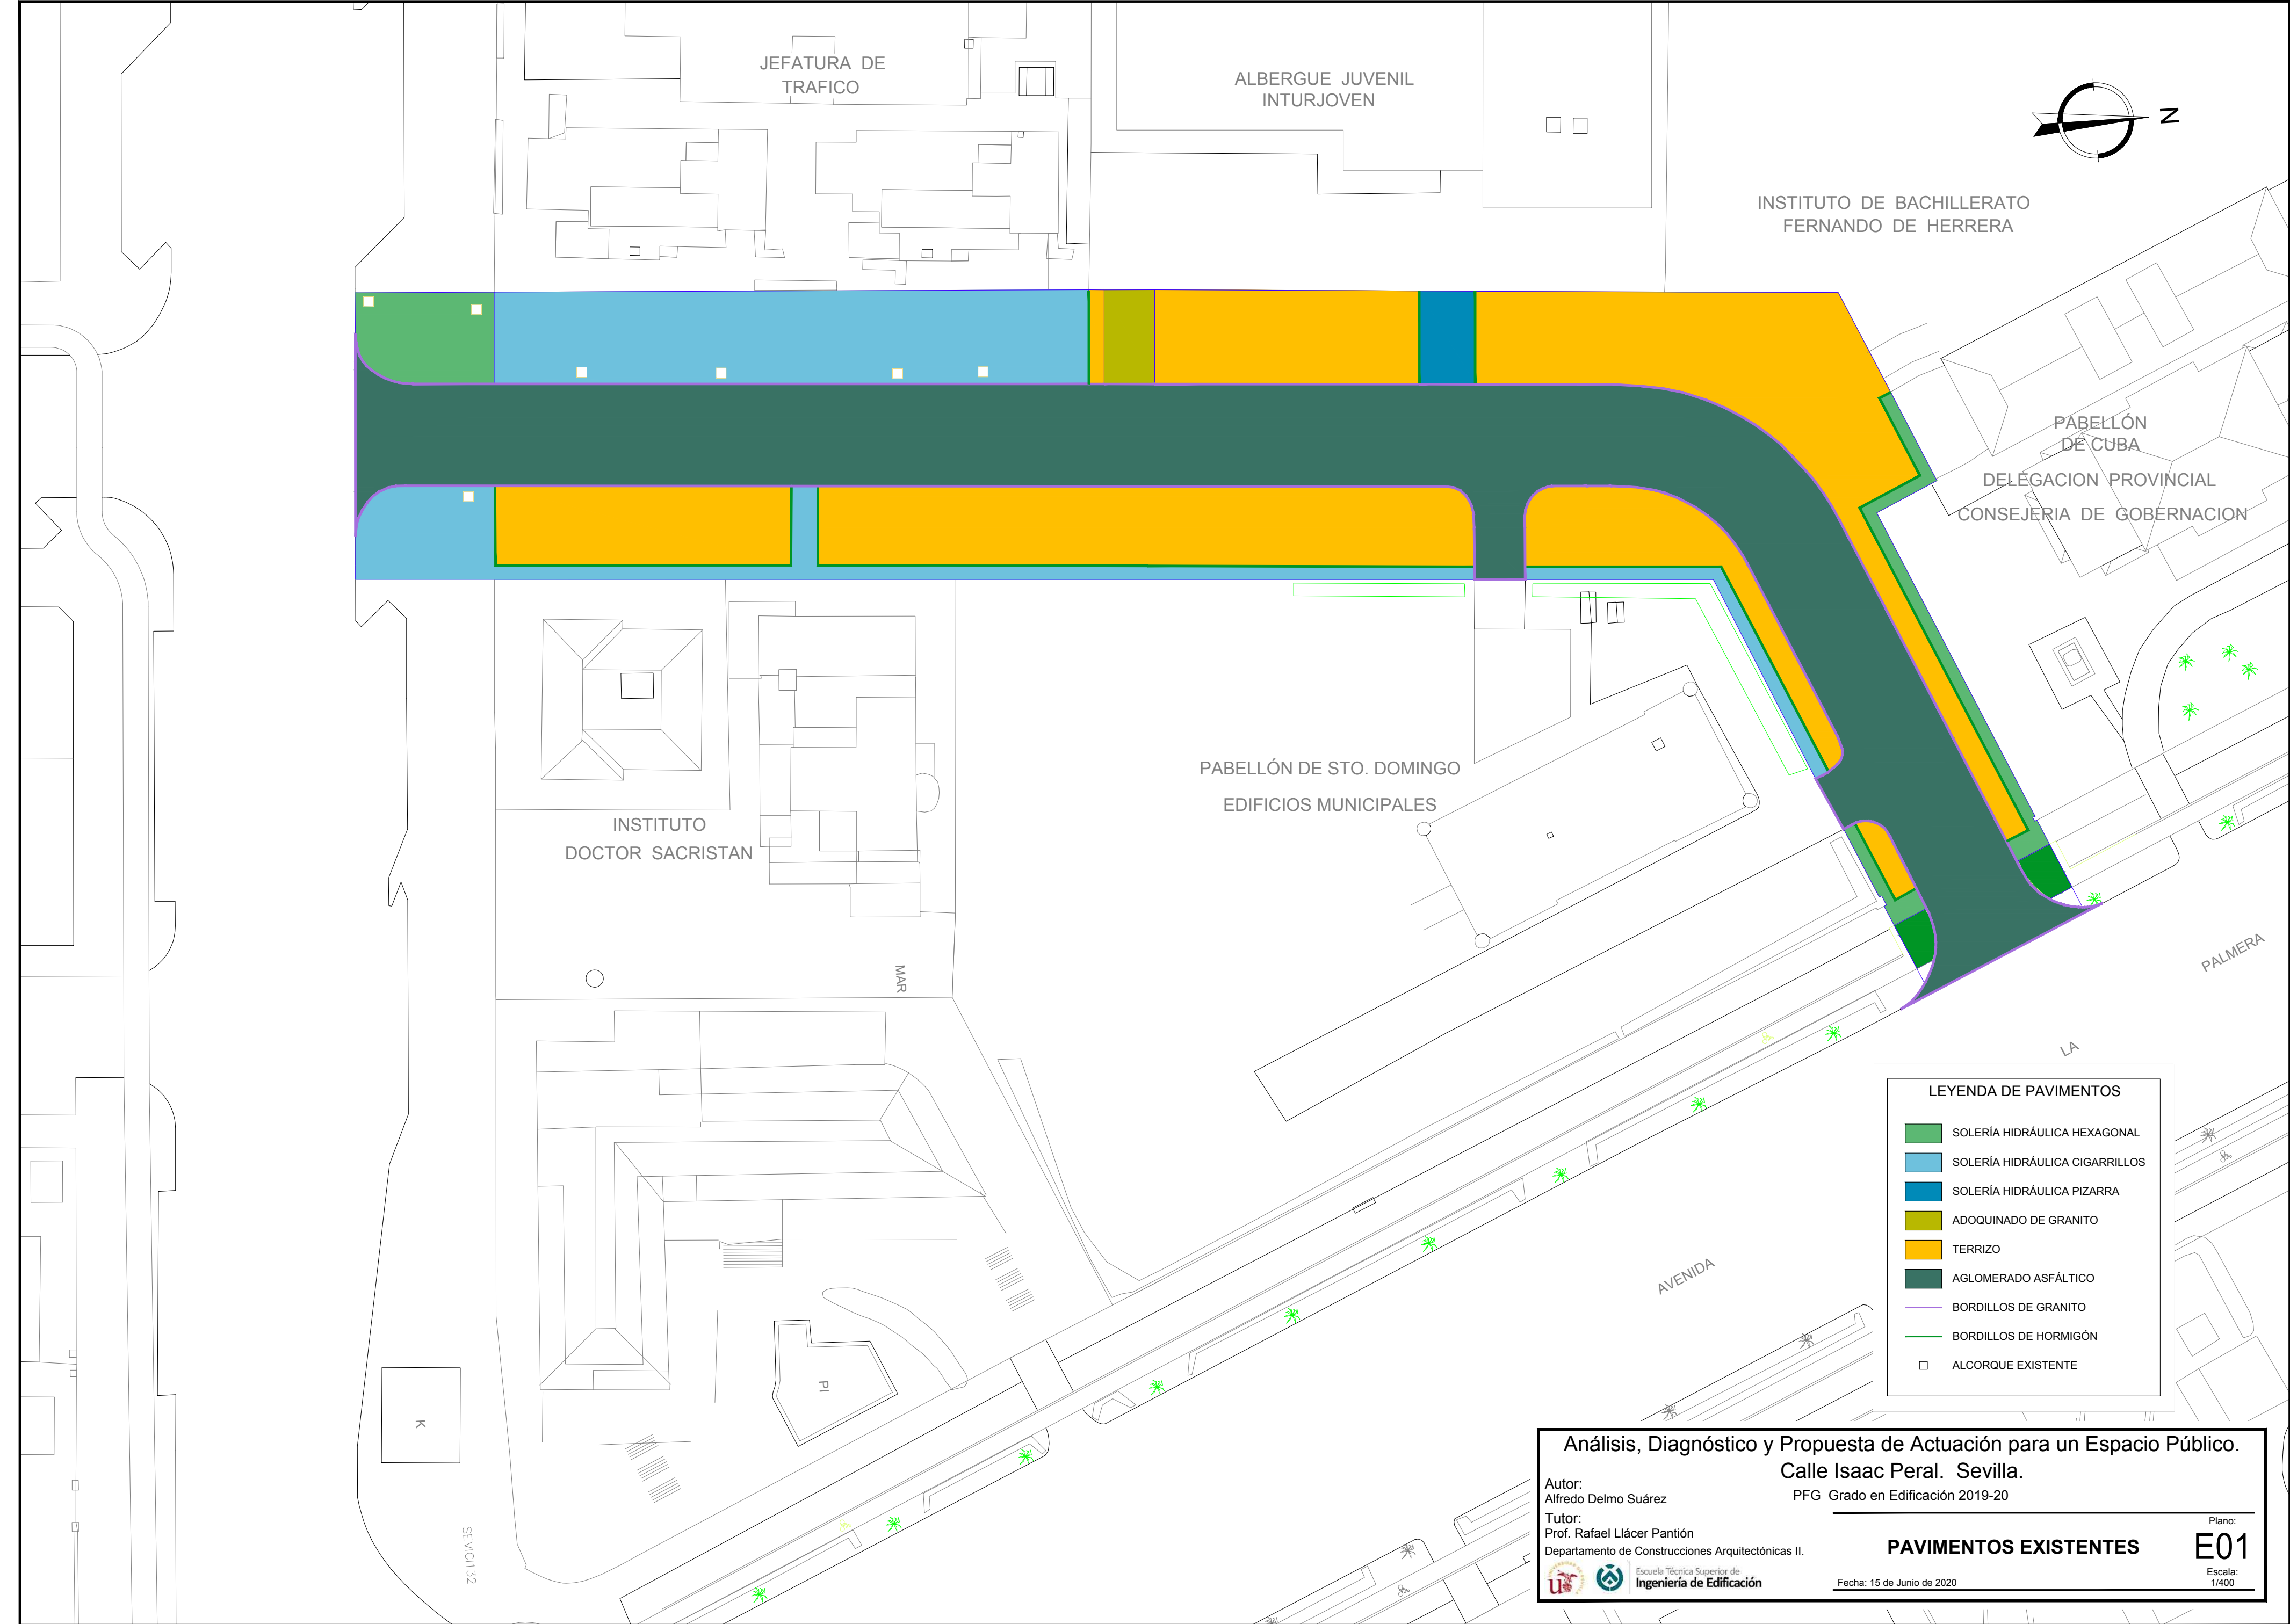 JEFATURA DE
TRAFICO
ALBERGUE JUVENIL
INTURJOVEN
N
INSTITUTO DE BACHILLERATO
FERNANDO DE HERRERA
PABELLÓN
DE CUBA
DELEGACION PROVINCIAL
CONSEJERIA DE GOBERNACION
PABELLÓN DE STO. DOMINGO
EDIFICIOS MUNICIPALES
INSTITUTO
DOCTOR SACRISTAN
MAR
PI
K
SEVICI132
AVENIDA
LA
PALMERA
LEYENDA DE PAVIMENTOS
SOLERÍA HIDRÁULICA HEXAGONAL
SOLERÍA HIDRÁULICA CIGARRILLOS
SOLERÍA HIDRÁULICA PIZARRA
ADOQUINADO DE GRANITO
TERRIZO
AGLOMERADO ASFÁLTICO
BORDILLOS DE GRANITO
BORDILLOS DE HORMIGÓN
ALCORQUE EXISTENTE
Análisis, Diagnóstico y Propuesta de Actuación para un Espacio Público.
Calle Isaac Peral. Sevilla.
Autor:
Alfredo Delmo Suárez
PFG Grado en Edificación 2019-20
Tutor:
Prof. Rafael Llácer Pantión
Departamento de Construcciones Arquitectónicas II.
Escuela Técnica Superior de
Ingeniería de Edificación
PAVIMENTOS EXISTENTES
Fecha: 15 de Junio de 2020
Plano:
E01
Escala:
1/400